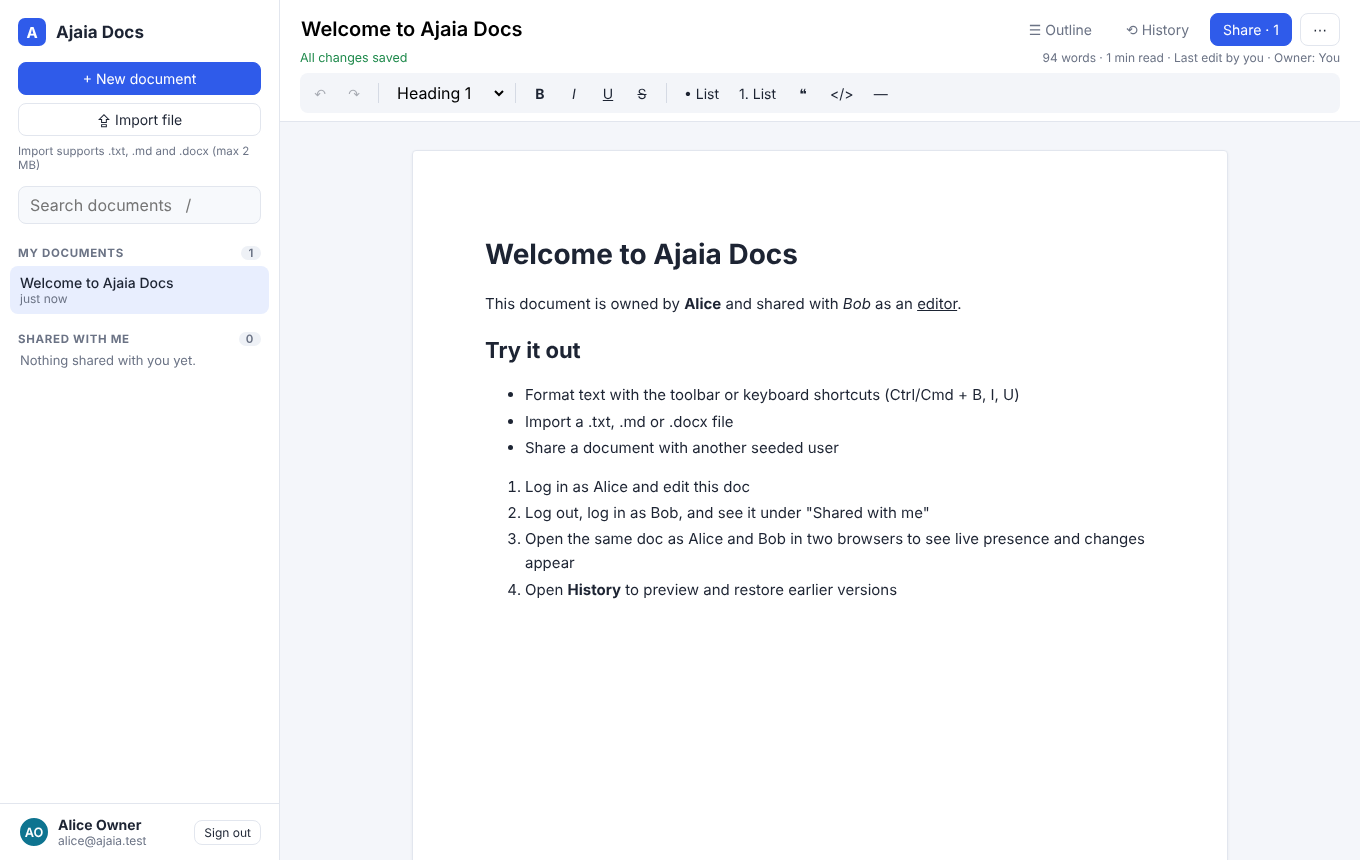 A Ajaia Docs
+ New document
⇪ Import file
Import supports .txt, .md and .docx (max 2
MB)
Search documents /
MY DOCUMENTS 1
Welcome to Ajaia Docs
just now
SHARED WITH ME 0
Nothing shared with you yet.
AO Alice Owner
alice@ajaia.test
Sign out
Welcome to Ajaia Docs
☰ Outline ⟲ History Share · 1 ⋯
All changes saved
94 words · 1 min read · Last edit by you · Owner: You
↶ ↷ Heading 1 B I U S • List 1. List ❝ </> —
Welcome to Ajaia Docs
This document is owned by Alice and shared with Bob as an editor.
Try it out
• Format text with the toolbar or keyboard shortcuts (Ctrl/Cmd + B, I, U)
• Import a .txt, .md or .docx file
• Share a document with another seeded user
1. Log in as Alice and edit this doc
2. Log out, log in as Bob, and see it under "Shared with me"
3. Open the same doc as Alice and Bob in two browsers to see live presence and changes
appear
4. Open History to preview and restore earlier versions